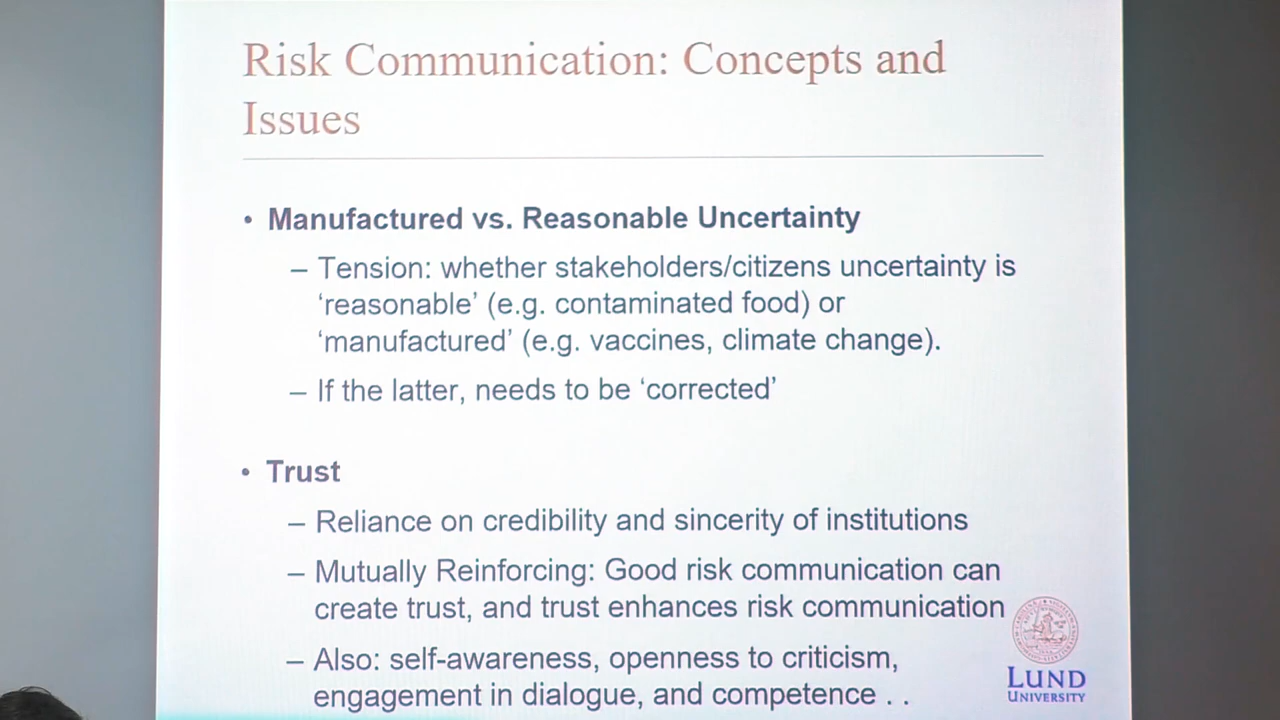 Risk Communication: Concepts and
Issues
• Manufactured vs. Reasonable Uncertainty
– Tension: whether stakeholders/citizens uncertainty is
‘reasonable’ (e.g. contaminated food) or
‘manufactured’ (e.g. vaccines, climate change).
– If the latter, needs to be ‘corrected’
• Trust
– Reliance on credibility and sincerity of institutions
– Mutually Reinforcing: Good risk communication can
create trust, and trust enhances risk communication
– Also: self-awareness, openness to criticism,
engagement in dialogue, and competence . .
LUND
UNIVERSITY